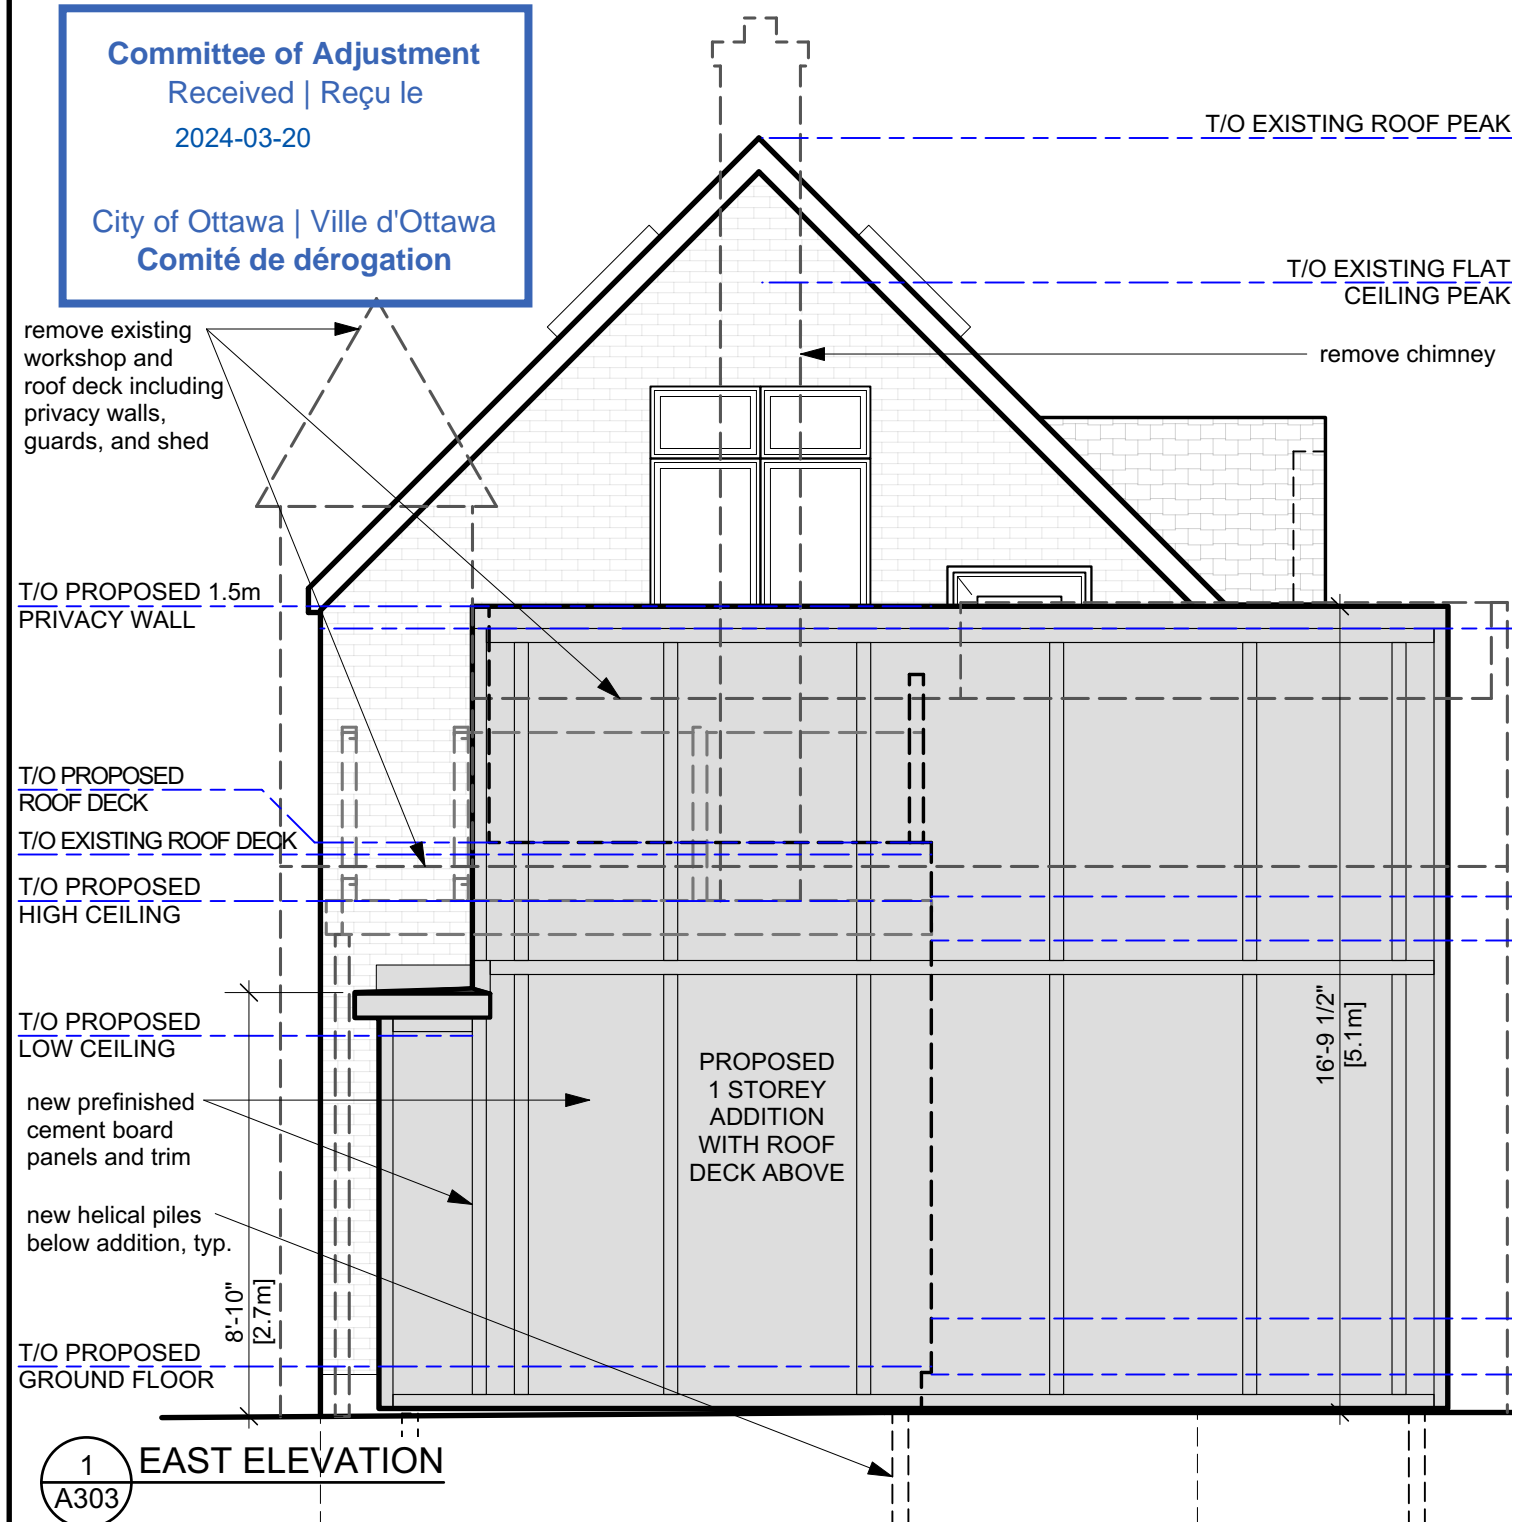 Committee of Adjustment
Received | Reçu le
2024-03-20
City of Ottawa | Ville d'Ottawa
Comité de dérogation
T/O EXISTING ROOF PEAK
T/O EXISTING FLAT
CEILING PEAK
remove chimney
remove existing
workshop and
roof deck including
privacy walls,
guards, and shed
T/O PROPOSED 1.5m
PRIVACY WALL
T/O PROPOSED
ROOF DECK
T/O EXISTING ROOF DECK
T/O PROPOSED
HIGH CEILING
T/O PROPOSED
LOW CEILING
new prefinished
cement board
panels and trim
new helical piles
below addition, typ.
8'-10"
[2.7m]
T/O PROPOSED
GROUND FLOOR
PROPOSED
1 STOREY
ADDITION
WITH ROOF
DECK ABOVE
16'-9 1/2"
[5.1m]
1
A303
EAST ELEVATION